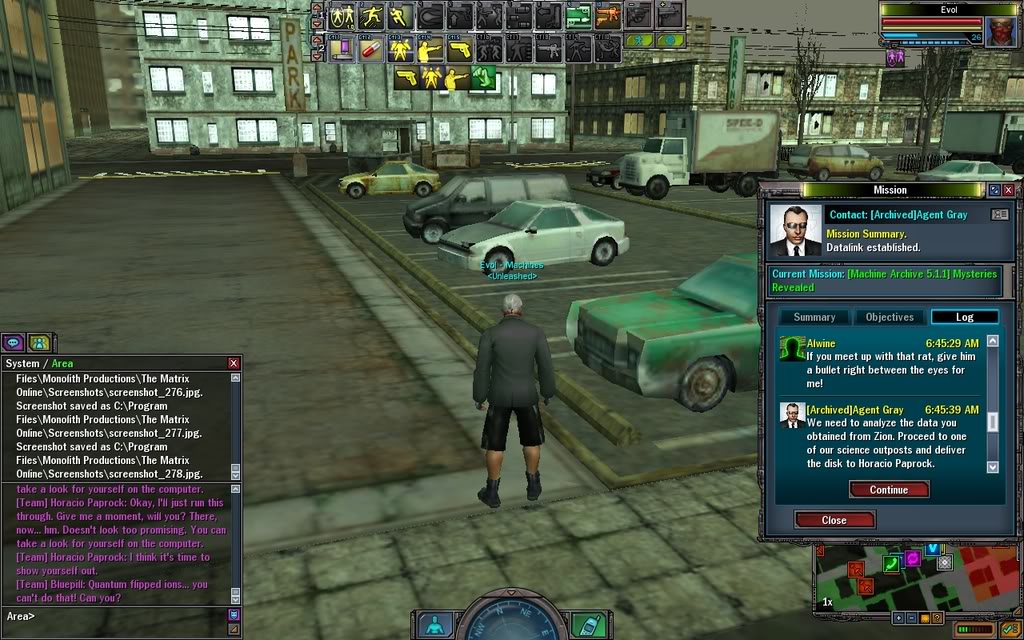 Evol
26
PARK
PARKING
SPEE-D
Mission
Contact: [Archived]Agent Gray
Mission Summary.
Datalink established.
Current Mission: [Machine Archive 5.1.1] Mysteries
Revealed
Summary
Objectives
Log
Alwine 6:45:29 AM
If you meet up with that rat, give him
a bullet right between the eyes for
me!
[Archived]Agent Gray 6:45:39 AM
We need to analyze the data you
obtained from Zion. Proceed to one
of our science outposts and deliver
the disk to Horacio Paprock.
Continue
Close
Evol - Machines
<Unleashed>
System / Area
Files\Monolith Productions\The Matrix
Online\Screenshots\screenshot_276.jpg.
Screenshot saved as C:\Program
Files\Monolith Productions\The Matrix
Online\Screenshots\screenshot_277.jpg.
Screenshot saved as C:\Program
Files\Monolith Productions\The Matrix
Online\Screenshots\screenshot_278.jpg.
take a look for yourself on the computer.
[Team] Horacio Paprock: Okay, I'll just run this
through. Give me a moment, will you? There,
now... hm. Doesn't look too promising. You can
take a look for yourself on the computer.
[Team] Horacio Paprock: I think it's time to
show yourself out.
[Team] Bluepill: Quantum flipped ions... you
can't do that! Can you?
Area>
NW N NE E
1x